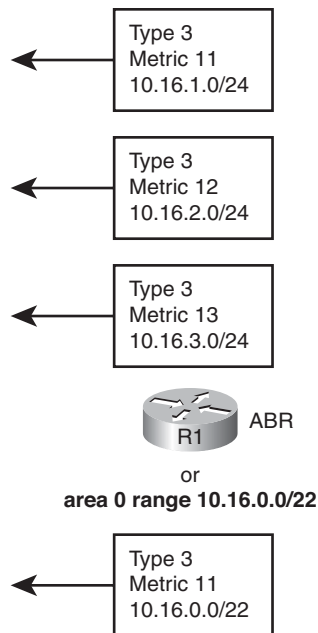 Type 3
Metric 11
10.16.1.0/24
Type 3
Metric 12
10.16.2.0/24
Type 3
Metric 13
10.16.3.0/24
R1
ABR
or
area 0 range 10.16.0.0/22
Type 3
Metric 11
10.16.0.0/22